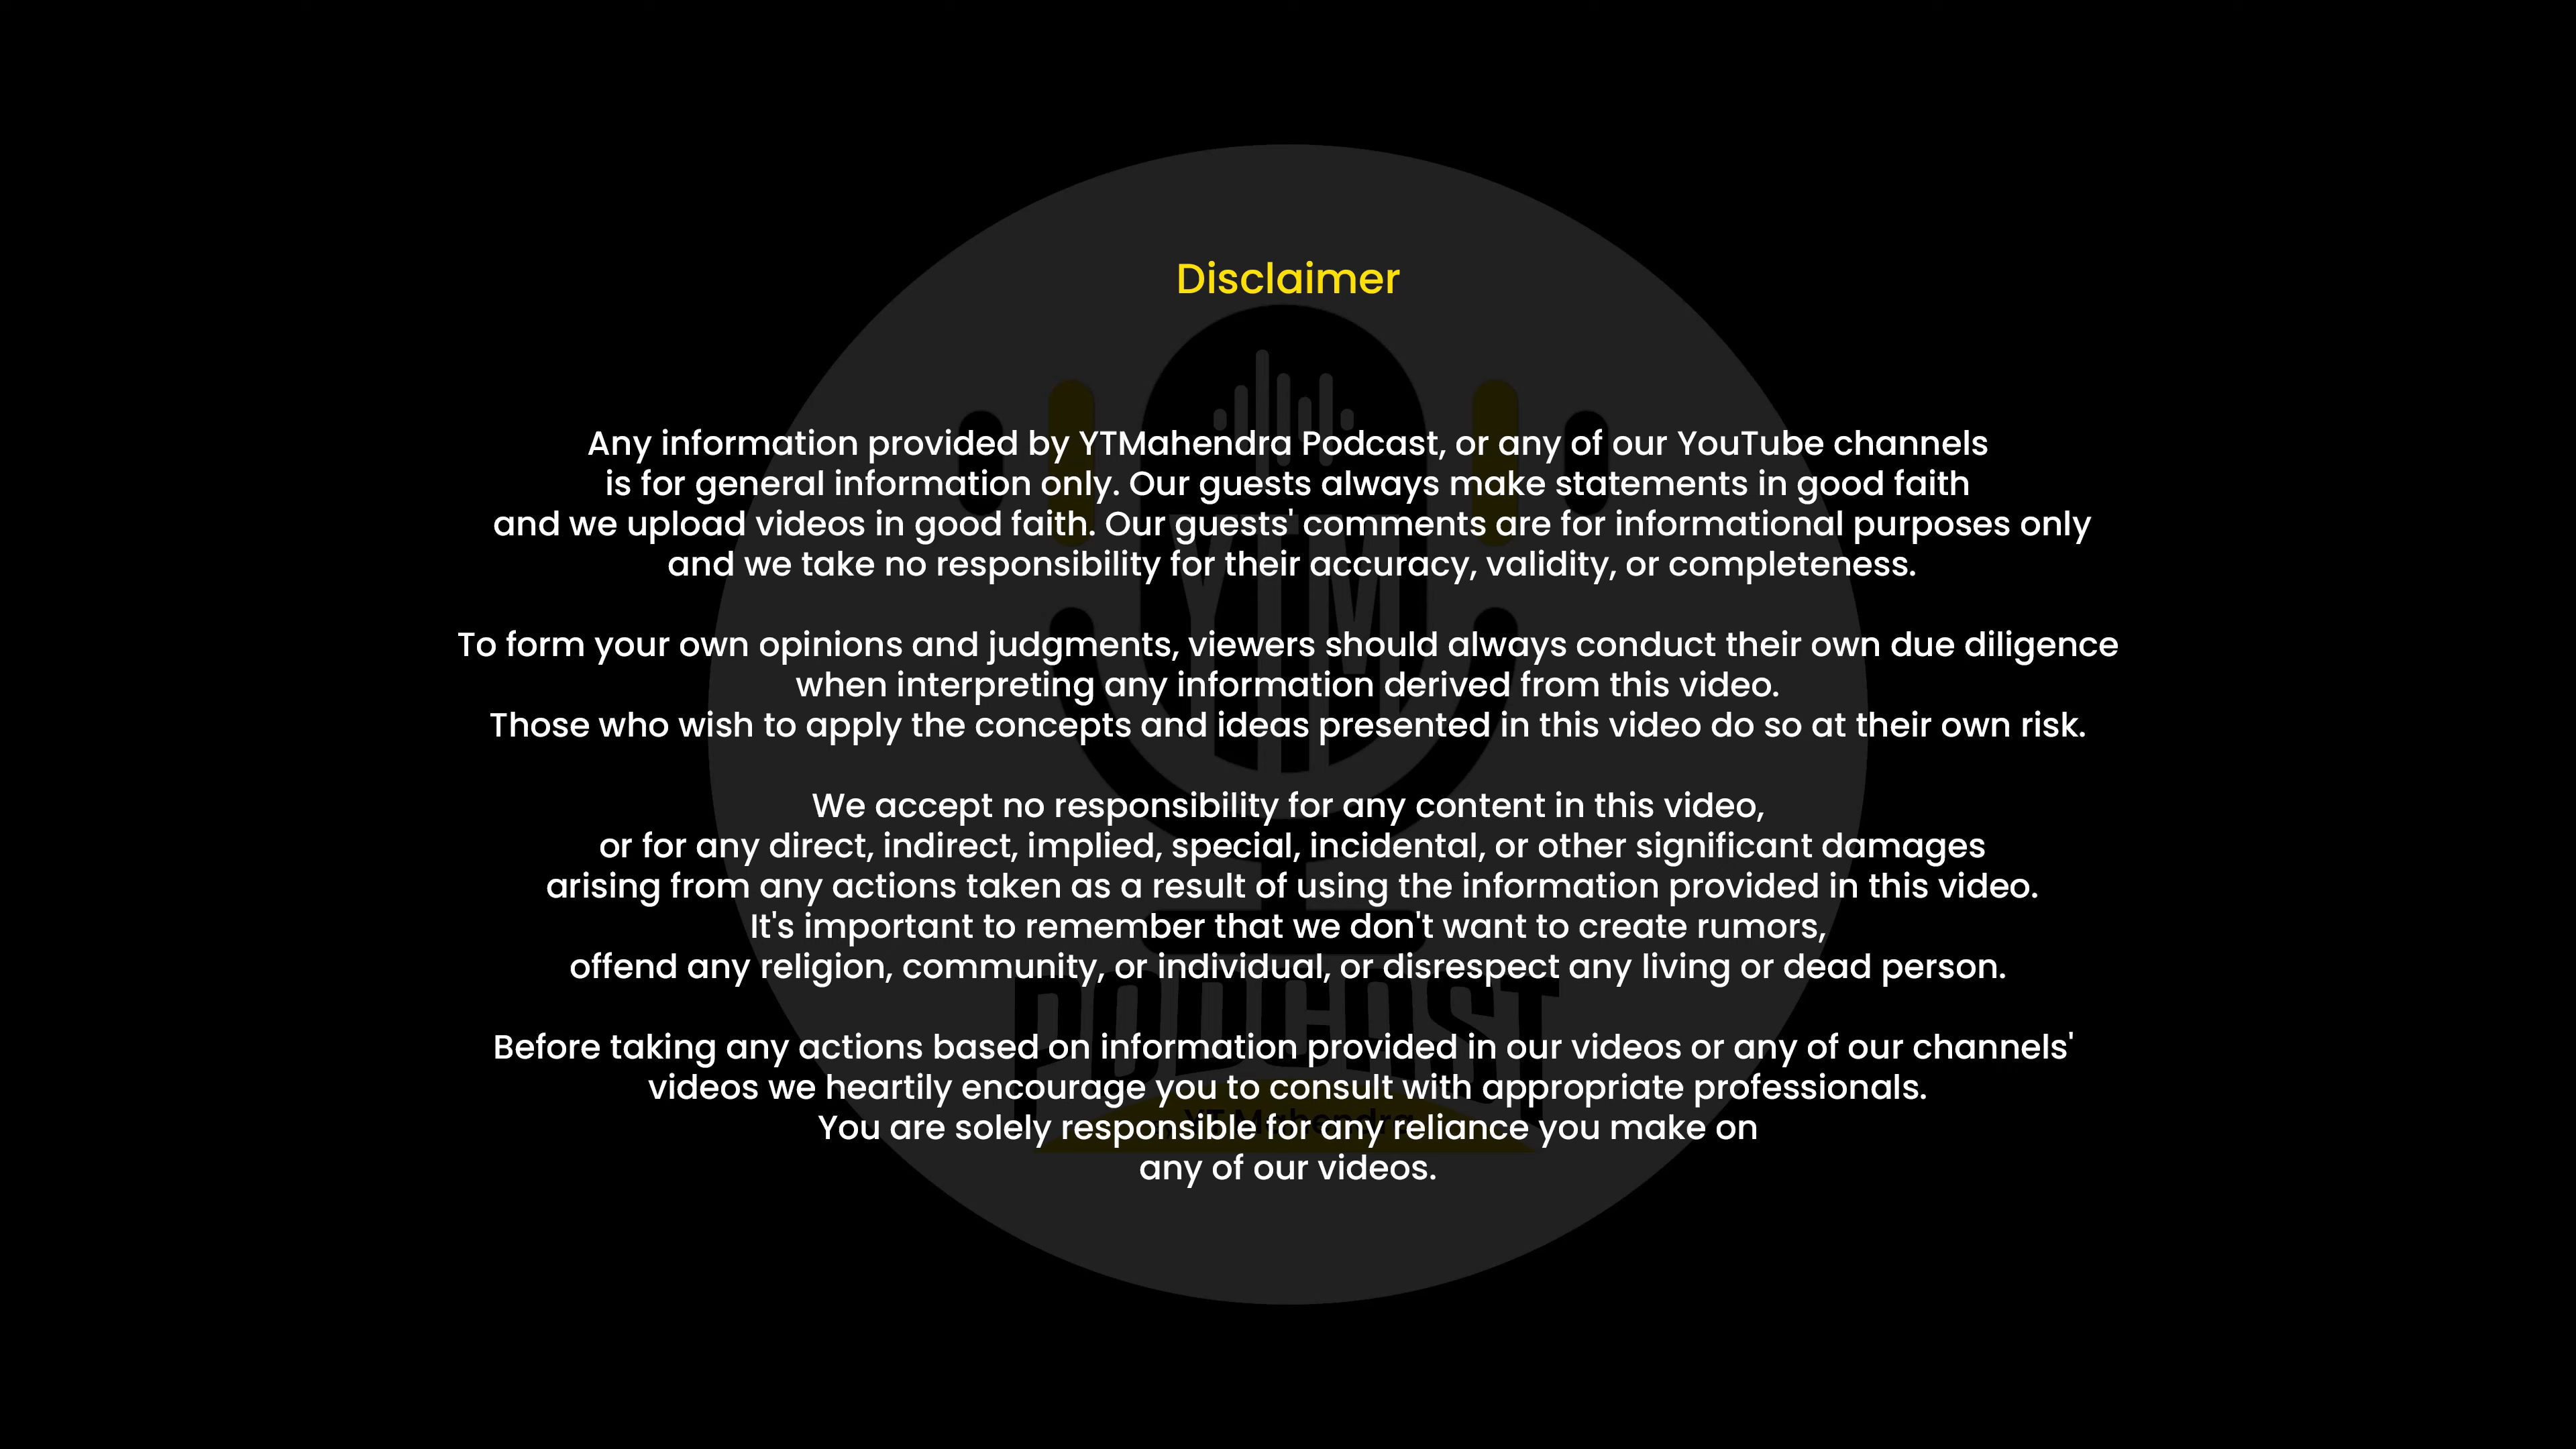 Disclaimer
Any information provided by YTMahendra Podcast, or any of our YouTube channels
is for general information only. Our guests always make statements in good faith
and we upload videos in good faith. Our guests' comments are for informational purposes only
and we take no responsibility for their accuracy, validity, or completeness.
To form your own opinions and judgments, viewers should always conduct their own due diligence
when interpreting any information derived from this video.
Those who wish to apply the concepts and ideas presented in this video do so at their own risk.
We accept no responsibility for any content in this video,
or for any direct, indirect, implied, special, incidental, or other significant damages
arising from any actions taken as a result of using the information provided in this video.
It's important to remember that we don't want to create rumors,
offend any religion, community, or individual, or disrespect any living or dead person.
Before taking any actions based on information provided in our videos or any of our channels'
videos we heartily encourage you to consult with appropriate professionals.
You are solely responsible for any reliance you make on
any of our videos.
YTM
PODCAST
YT Mahendra